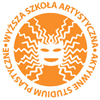 WYŻSZA SZKOŁA ARTYSTYCZNA • AKTYWNE STUDIUM PLASTYCZNE •